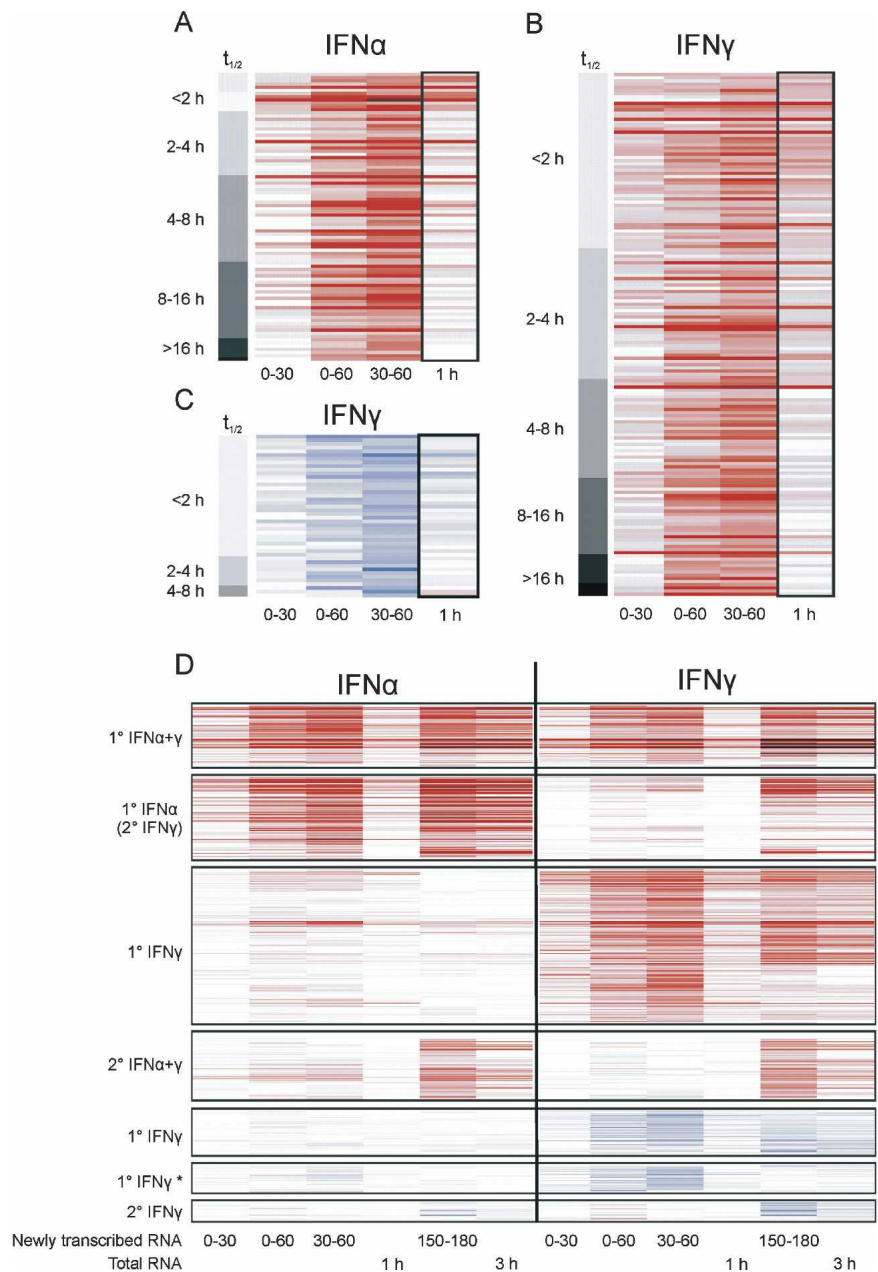 A
IFNα
t1/2
<2 h
2-4 h
4-8 h
8-16 h
>16 h
0-30 0-60 30-60 1 h
B
IFNγ
t1/2
<2 h
2-4 h
4-8 h
8-16 h
>16 h
0-30 0-60 30-60 1 h
C
IFNγ
t1/2
<2 h
2-4 h
4-8 h
0-30 0-60 30-60 1 h
D
IFNα IFNγ
1° IFNα+γ
1° IFNα
(2° IFNγ)
1° IFNγ
2° IFNα+γ
1° IFNγ
1° IFNγ *
2° IFNγ
Newly transcribed RNA 0-30 0-60 30-60 150-180 0-30 0-60 30-60 150-180
Total RNA 1 h 3 h 1 h 3 h